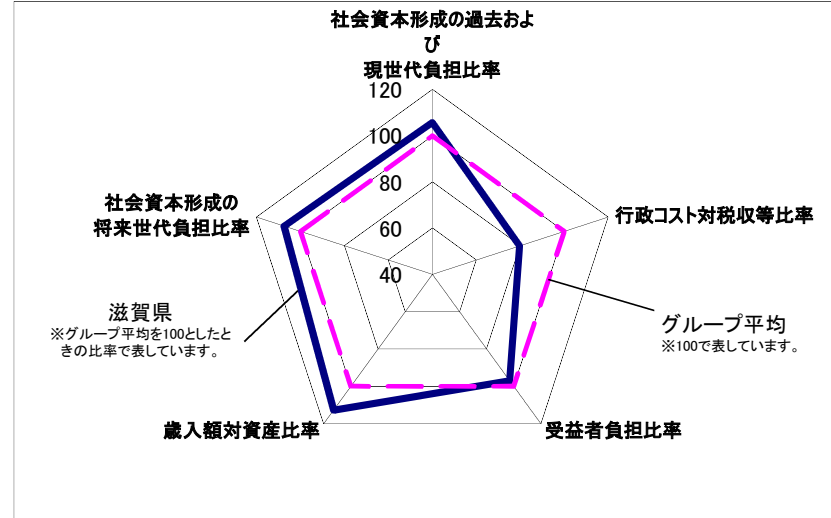 社会資本形成の過去およ
び
現世代負担比率
120
100
80
60
40
行政コスト対税収等比率
社会資本形成の
将来世代負担比率
滋賀県
※グループ平均を100としたと
きの比率で表しています。
グループ平均
※100で表しています。
歳入額対資産比率
受益者負担比率